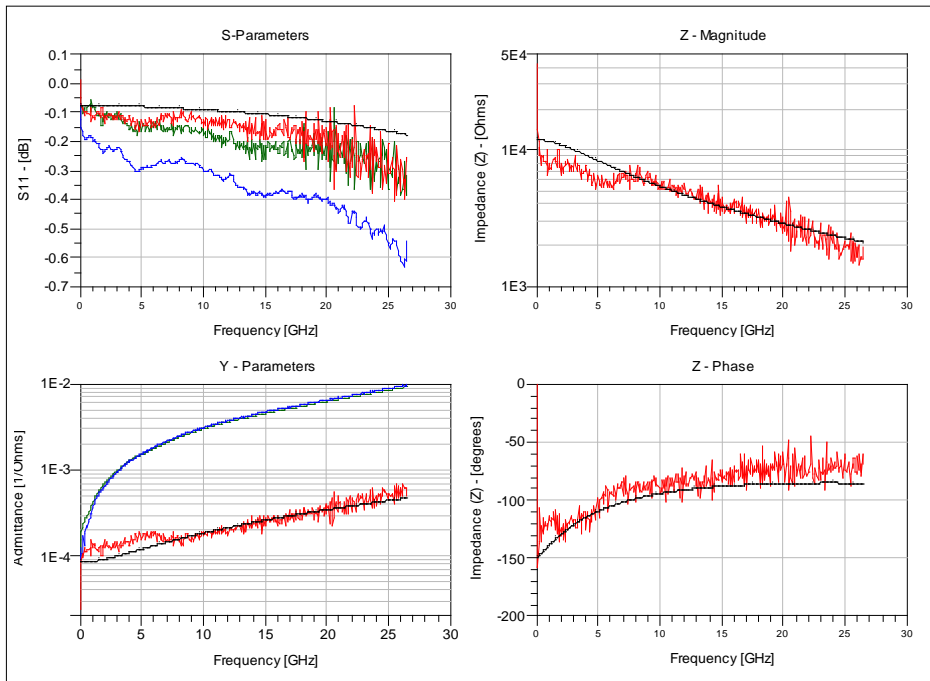 S-Parameters
0.1
0.0
-0.1
-0.2
-0.3
-0.4
-0.5
-0.6
-0.7
S11 - [dB]
0 5 10 15 20 25 30
Frequency [GHz]
Z - Magnitude
5E4
1E4
1E3
Impedance (Z) - [Ohms]
0 5 10 15 20 25 30
Frequency [GHz]
Y - Parameters
1E-2
1E-3
1E-4
Admittance [1/Ohms]
0 5 10 15 20 25 30
Frequency [GHz]
Z - Phase
0
-50
-100
-150
-200
Impedance (Z) - [degrees]
0 5 10 15 20 25 30
Frequency [GHz]